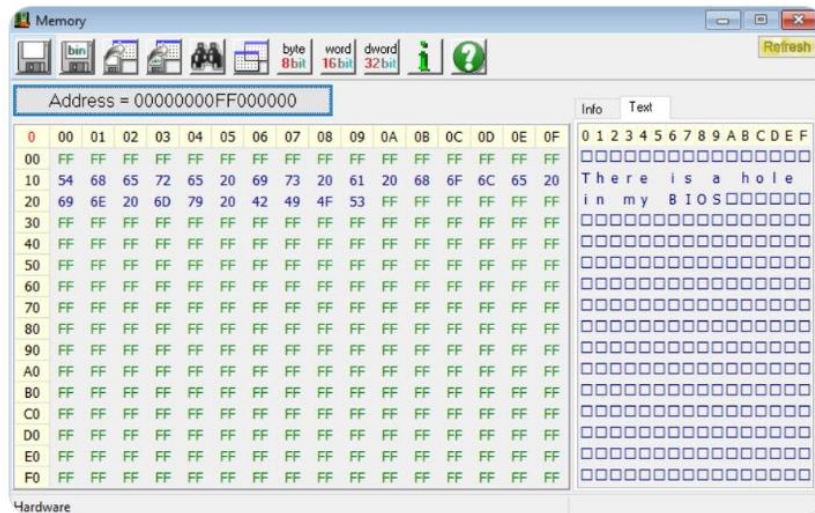 Memory
bin
byte 8bit
word 16bit
dword 32bit
Refresh
Address = 00000000FF000000
Info Text
0 00 01 02 03 04 05 06 07 08 09 0A 0B 0C 0D 0E 0F 0 1 2 3 4 5 6 7 8 9 A B C D E F
00 FF FF FF FF FF FF FF FF FF FF FF FF FF FF FF FF
10 54 68 65 72 65 20 69 73 20 61 20 68 6F 6C 65 20 There is a hole
20 69 6E 20 6D 79 20 42 49 4F 53 FF FF FF FF FF FF in my BIOS
30 FF FF FF FF FF FF FF FF FF FF FF FF FF FF FF FF
40 FF FF FF FF FF FF FF FF FF FF FF FF FF FF FF FF
50 FF FF FF FF FF FF FF FF FF FF FF FF FF FF FF FF
60 FF FF FF FF FF FF FF FF FF FF FF FF FF FF FF FF
70 FF FF FF FF FF FF FF FF FF FF FF FF FF FF FF FF
80 FF FF FF FF FF FF FF FF FF FF FF FF FF FF FF FF
90 FF FF FF FF FF FF FF FF FF FF FF FF FF FF FF FF
A0 FF FF FF FF FF FF FF FF FF FF FF FF FF FF FF FF
B0 FF FF FF FF FF FF FF FF FF FF FF FF FF FF FF FF
C0 FF FF FF FF FF FF FF FF FF FF FF FF FF FF FF FF
D0 FF FF FF FF FF FF FF FF FF FF FF FF FF FF FF FF
E0 FF FF FF FF FF FF FF FF FF FF FF FF FF FF FF FF
F0 FF FF FF FF FF FF FF FF FF FF FF FF FF FF FF FF
Hardware